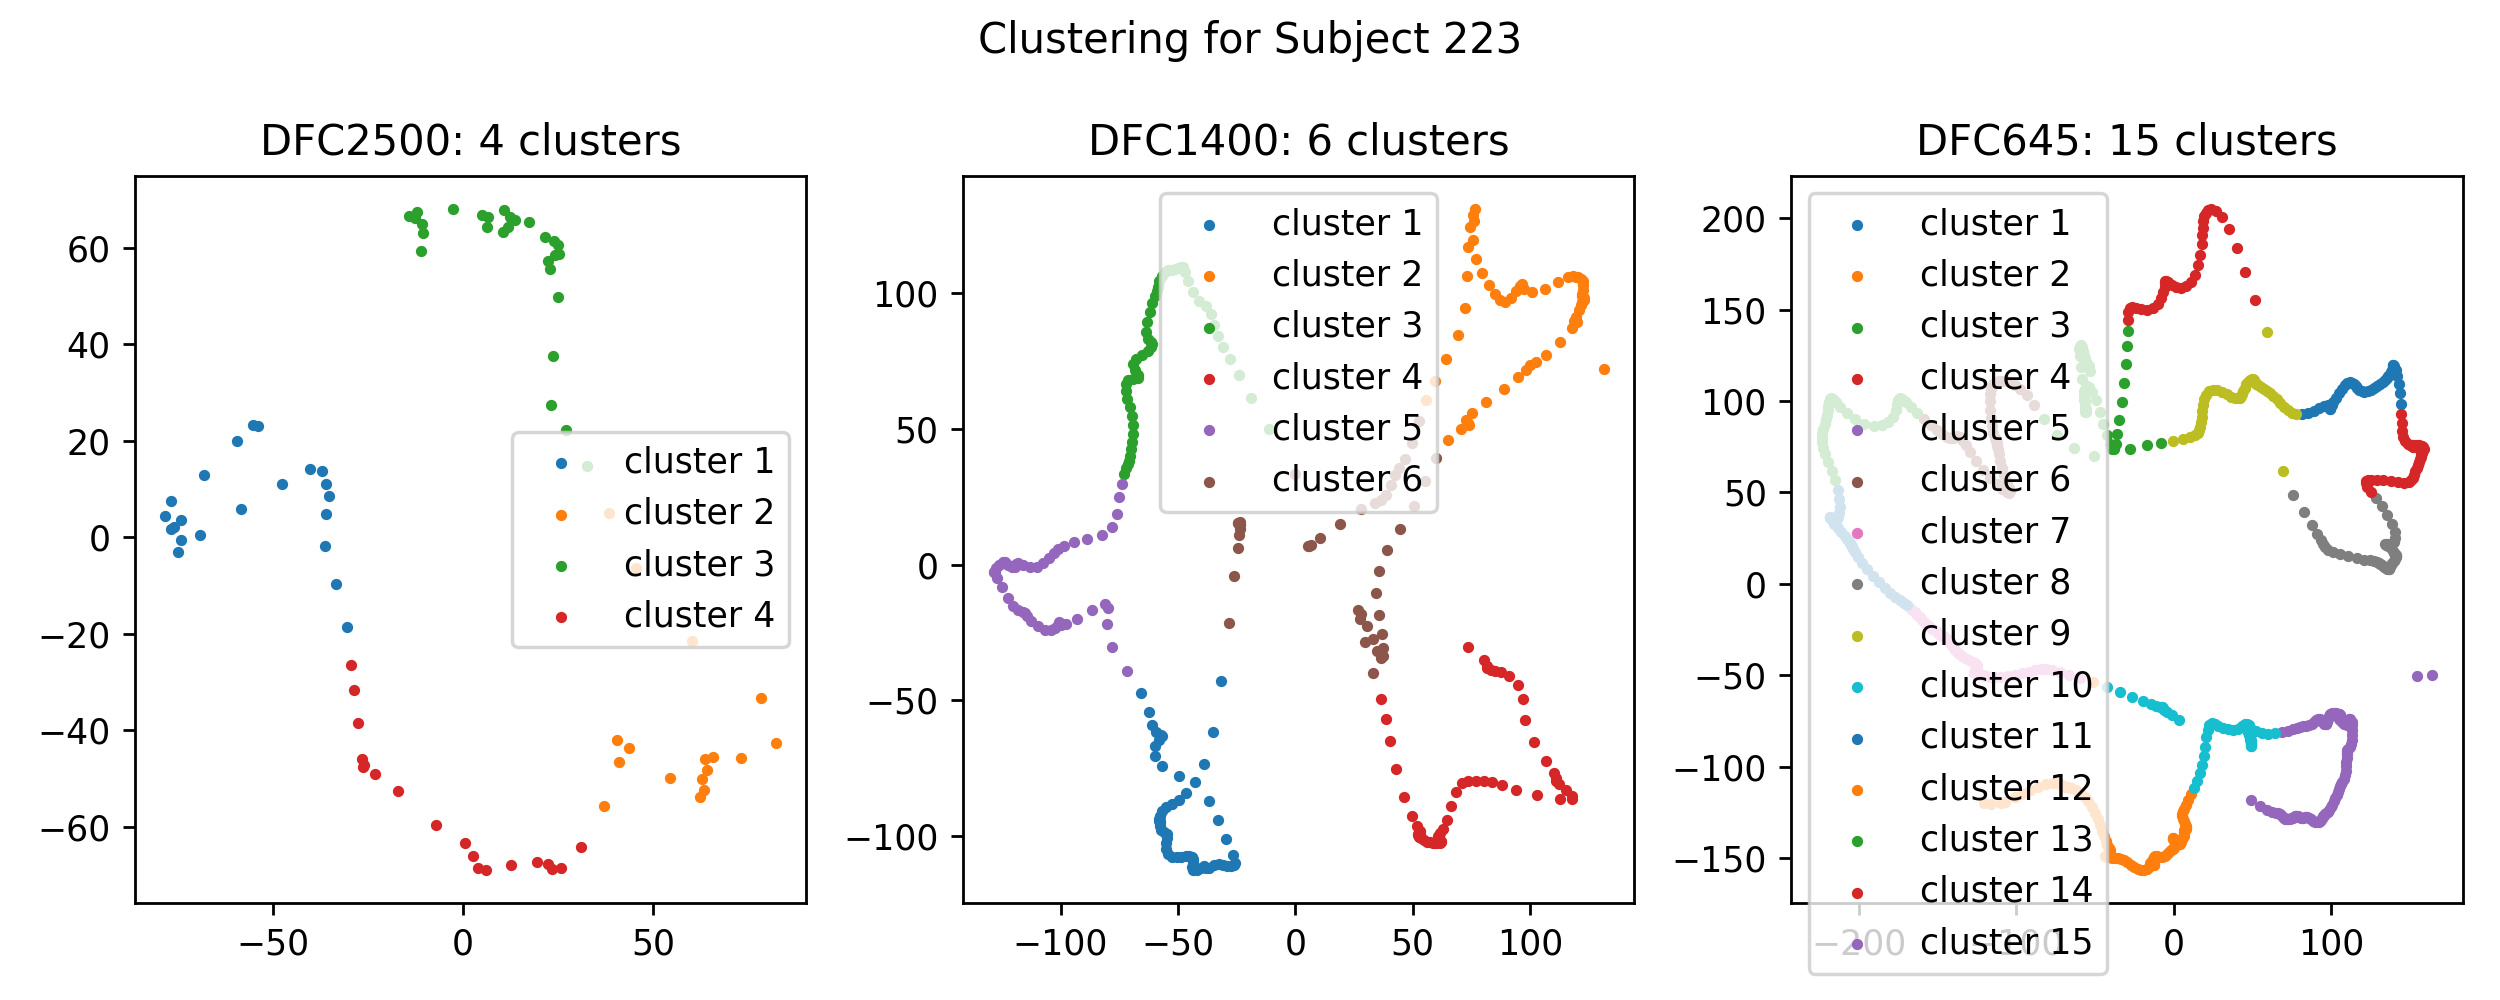 Clustering for Subject 223
DFC2500: 4 clusters
60
40
20
0
−20
−40
−60
−50
0
50
cluster 1
cluster 2
cluster 3
cluster 4
DFC1400: 6 clusters
100
50
0
−50
−100
−100
−50
0
50
100
cluster 1
cluster 2
cluster 3
cluster 4
cluster 5
cluster 6
DFC645: 15 clusters
200
150
100
50
0
−50
−100
−150
−200
−100
0
100
cluster 1
cluster 2
cluster 3
cluster 4
cluster 5
cluster 6
cluster 7
cluster 8
cluster 9
cluster 10
cluster 11
cluster 12
cluster 13
cluster 14
cluster 15